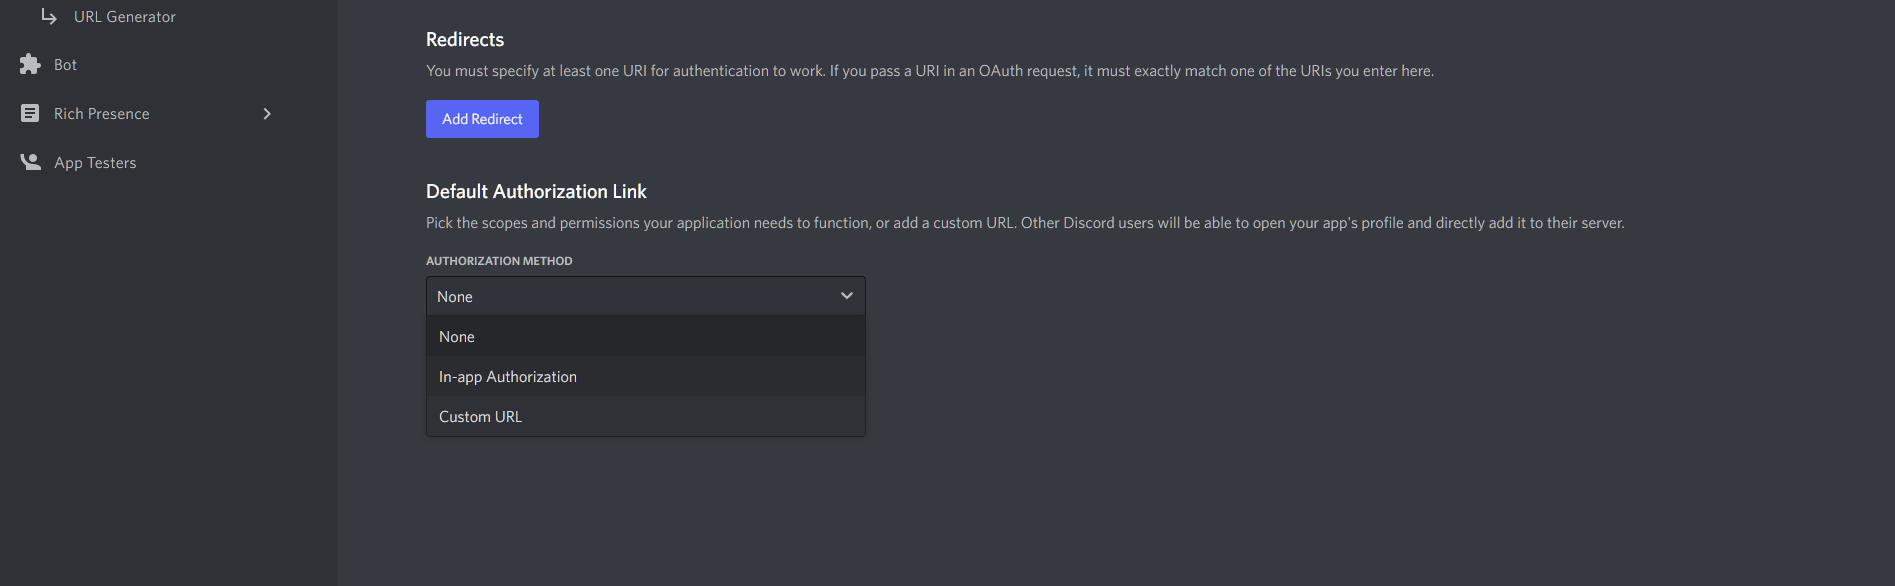 URL Generator
Bot
Rich Presence
App Testers
Redirects
You must specify at least one URI for authentication to work. If you pass a URI in an OAuth request, it must exactly match one of the URIs you enter here.
Add Redirect
Default Authorization Link
Pick the scopes and permissions your application needs to function, or add a custom URL. Other Discord users will be able to open your app's profile and directly add it to their server.
AUTHORIZATION METHOD
None
None
In-app Authorization
Custom URL